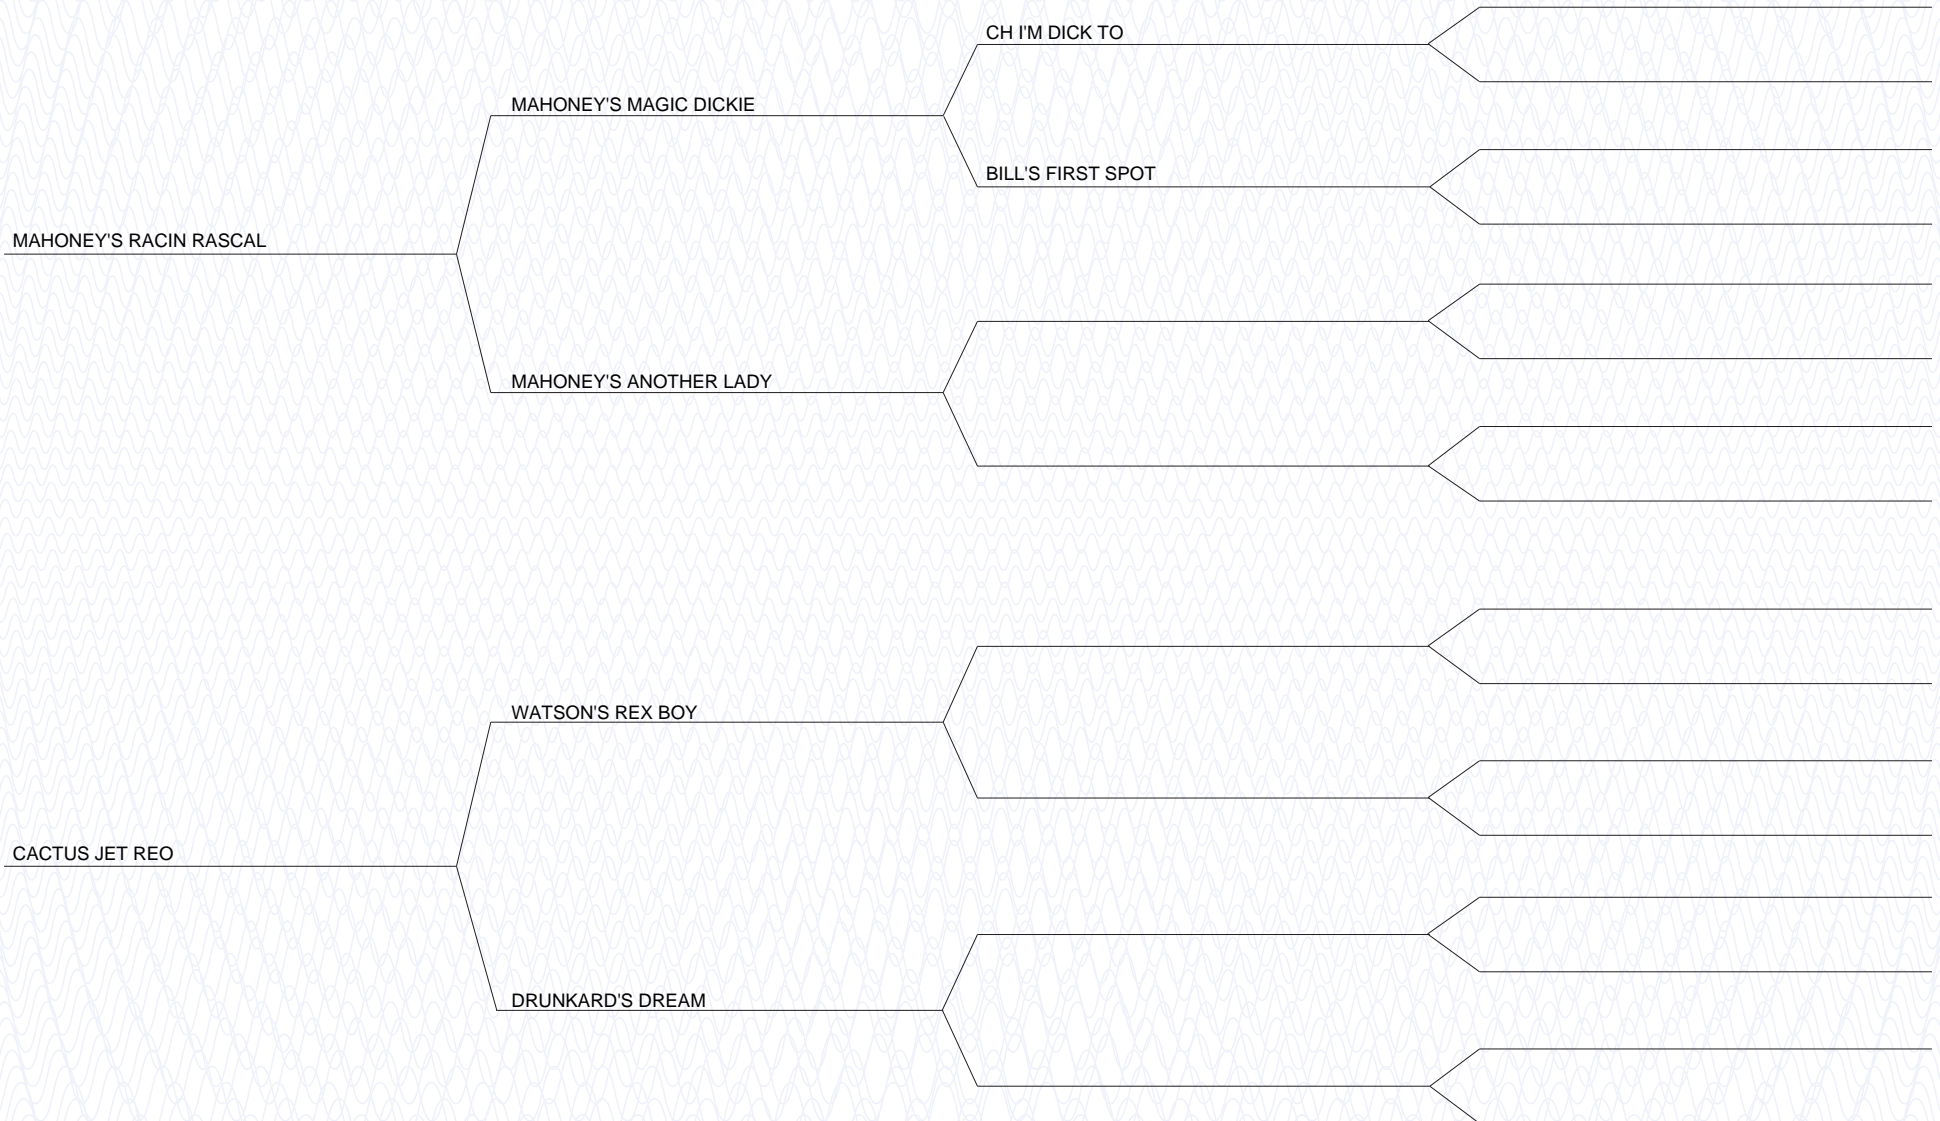 CH I'M DICK TO
MAHONEY'S MAGIC DICKIE
BILL'S FIRST SPOT
MAHONEY'S RACIN RASCAL
MAHONEY'S ANOTHER LADY
WATSON'S REX BOY
CACTUS JET REO
DRUNKARD'S DREAM